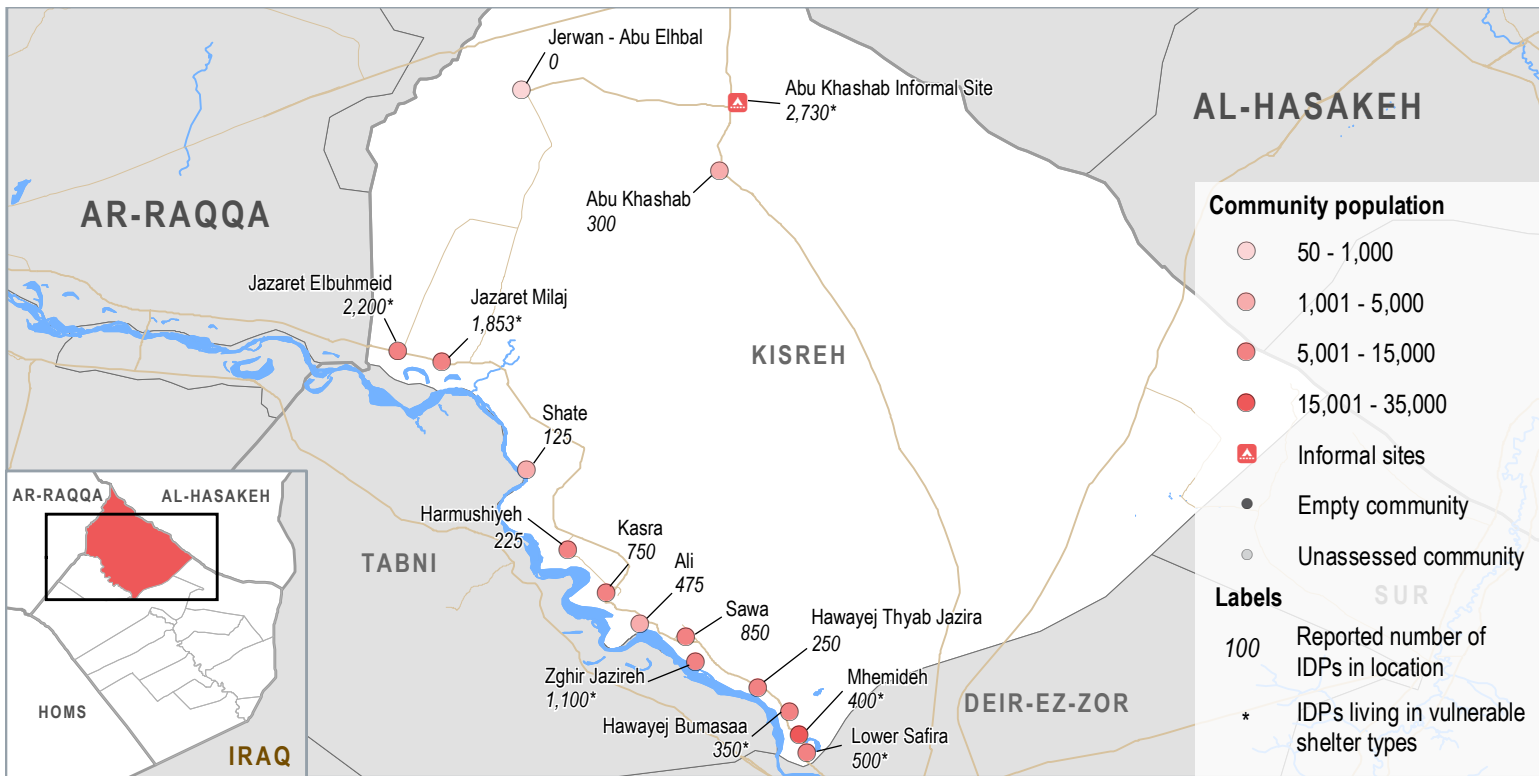 Jerwan - Abu Elhbal
0
Abu Khashab Informal Site
2,730*
AL-HASAKEH
AR-RAQQA
Abu Khashab
300
Jazaret Elbuhmeid
2,200*
Jazaret Milaj
1,853*
KISREH
Shate
125
Harmushiyeh
225
Kasra
750
TABNI
Ali
475
Sawa
850
Hawayej Thyab Jazira
250
Zghir Jazireh
1,100*
Mhemideh
400*
Hawayej Bumasaa
350*
Lower Safira
500*
DEIR-EZ-ZOR
SUR
Community population
50 - 1,000
1,001 - 5,000
5,001 - 15,000
15,001 - 35,000
Informal sites
Empty community
Unassessed community
Labels
100
Reported number of
IDPs in location
*
IDPs living in vulnerable
shelter types
AR-RAQQA
AL-HASAKEH
HOMS
IRAQ